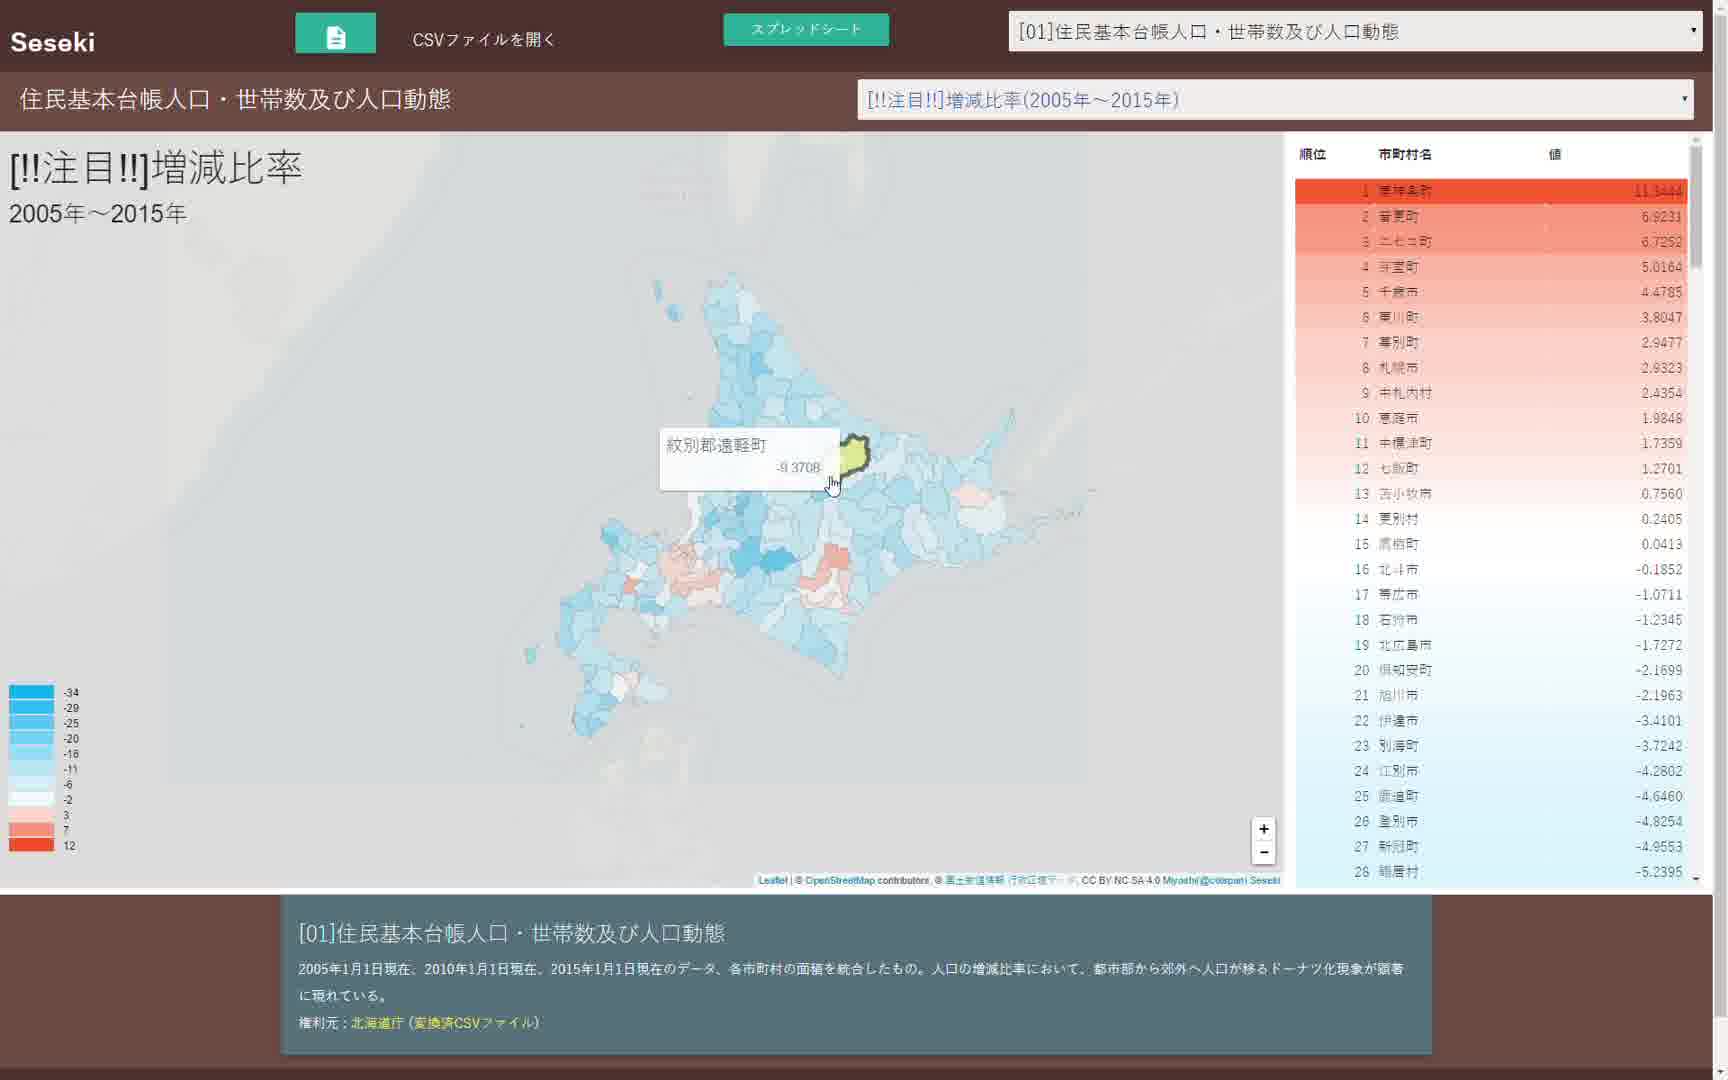 Seseki
CSVファイルを開く
スプレッドシート
[01]住民基本台帳人口・世帯数及び人口動態
住民基本台帳人口・世帯数及び人口動態
[!!注目!!]増減比率(2005年～2015年)
[!!注目!!]増減比率
2005年～2015年
紋別郡遠軽町
-9.3708
-34
-29
-25
-20
-16
-11
-6
-2
3
7
12
+
−
Leaflet | © OpenStreetMap contributors, © 国土数値情報 行政区域データ, CC BY-NC-SA 4.0 Miyoshi(@cielavenir) Seseki
順位 市町村名 値
1 東神楽町 11.3444
2 音更町 6.9231
3 ニセコ町 6.7252
4 芽室町 5.0164
5 千歳市 4.4785
6 東川町 3.8047
7 幕別町 2.9477
8 札幌市 2.9323
9 中札内村 2.4354
10 恵庭市 1.9848
11 中標津町 1.7359
12 七飯町 1.2701
13 苫小牧市 0.7560
14 更別村 0.2405
15 鷹栖町 0.0413
16 北斗市 -0.1852
17 帯広市 -1.0711
18 石狩市 -1.2345
19 北広島市 -1.7272
20 倶知安町 -2.1699
21 旭川市 -2.1963
22 伊達市 -3.4101
23 別海町 -3.7242
24 江別市 -4.2802
25 鹿追町 -4.6460
26 登別市 -4.8254
27 新冠町 -4.9553
28 鶴居村 -5.2395
[01]住民基本台帳人口・世帯数及び人口動態
2005年1月1日現在、2010年1月1日現在、2015年1月1日現在のデータ、各市町村の面積を統合したもの。人口の増減比率において、都市部から郊外へ人口が移るドーナツ化現象が顕著
に現れている。
権利元 : 北海道庁 (変換済CSVファイル)